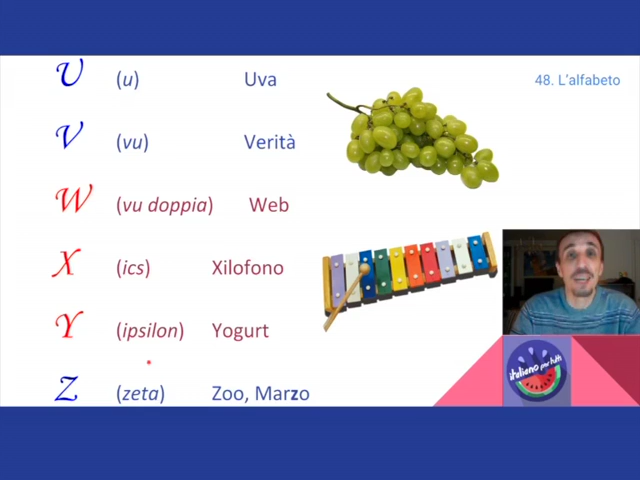 U (u) Uva
48. L'alfabeto
V (vu) Verità
W (vu doppia) Web
X (ics) Xilofono
Y (ipsilon) Yogurt
Z (zeta) Zoo, Marzo
italiano per tutti